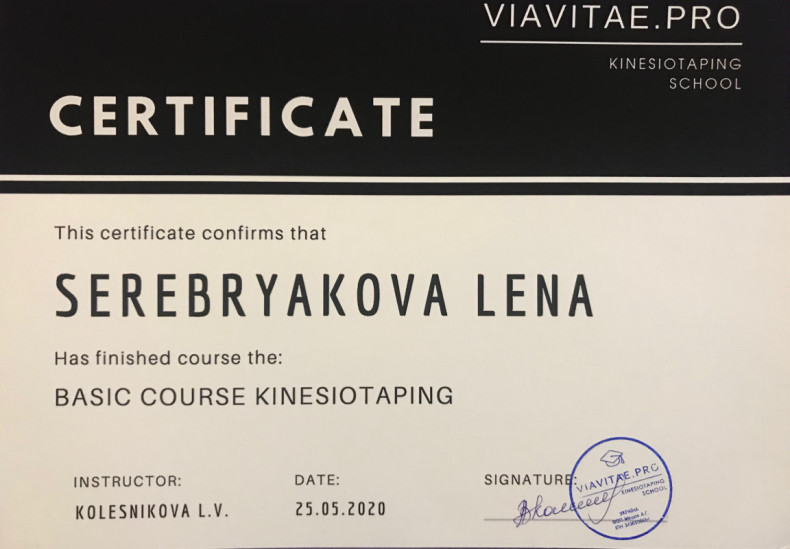 VIAVITAE.PRO
KINESIOTAPING
SCHOOL
CERTIFICATE
This certificate confirms that
SEREBRYAKOVA LENA
Has finished course the:
BASIC COURSE KINESIOTAPING
INSTRUCTOR:
KOLESNIKOVA L.V.
DATE:
25.05.2020
SIGNATURE:
VIAVITAE.PRO
KINESIOTAPING
SCHOOL